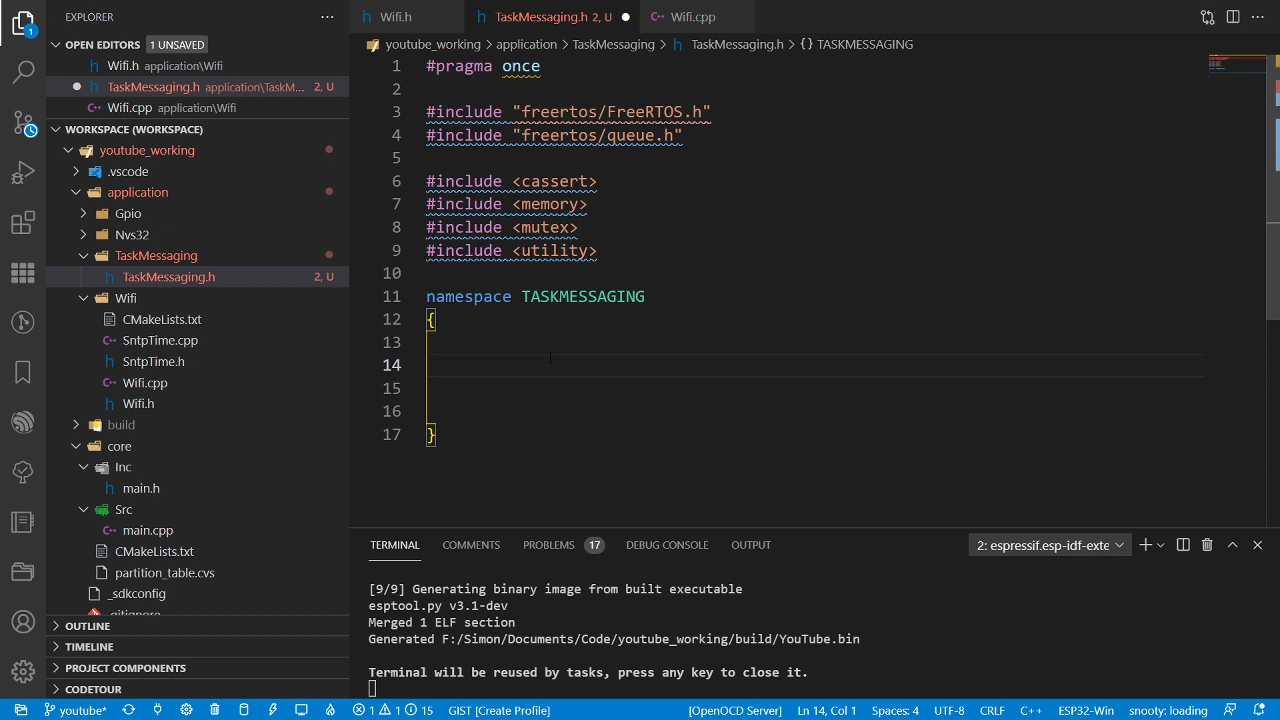 EXPLORER
OPEN EDITORS 1 UNSAVED
Wifi.h application\Wifi
TaskMessaging.h application\TaskM... 2, U
Wifi.cpp application\Wifi
WORKSPACE (WORKSPACE)
youtube_working
.vscode
application
Gpio
Nvs32
TaskMessaging
TaskMessaging.h 2, U
Wifi
CMakeLists.txt
SntpTime.cpp
SntpTime.h
Wifi.cpp
Wifi.h
build
core
Inc
main.h
Src
main.cpp
CMakeLists.txt
partition_table.cvs
_sdkconfig
.gitignore
OUTLINE
TIMELINE
PROJECT COMPONENTS
CODETOUR
Wifi.h TaskMessaging.h 2, U Wifi.cpp
youtube_working > application > TaskMessaging > TaskMessaging.h > {} TASKMESSAGING
1 #pragma once
2
3 #include "freertos/FreeRTOS.h"
4 #include "freertos/queue.h"
5
6 #include <cassert>
7 #include <memory>
8 #include <mutex>
9 #include <utility>
10
11 namespace TASKMESSAGING
12 {
13
14
15
16
17 }
TERMINAL COMMENTS PROBLEMS 17 DEBUG CONSOLE OUTPUT 2: espressif.esp-idf-exte
[9/9] Generating binary image from built executable
esptool.py v3.1-dev
Merged 1 ELF section
Generated F:/Simon/Documents/Code/youtube_working/build/YouTube.bin
Terminal will be reused by tasks, press any key to close it.
youtube* 1 1 15 GIST [Create Profile] [OpenOCD Server] Ln 14, Col 1 Spaces: 4 UTF-8 CRLF C++ ESP32-Win snooty: loading